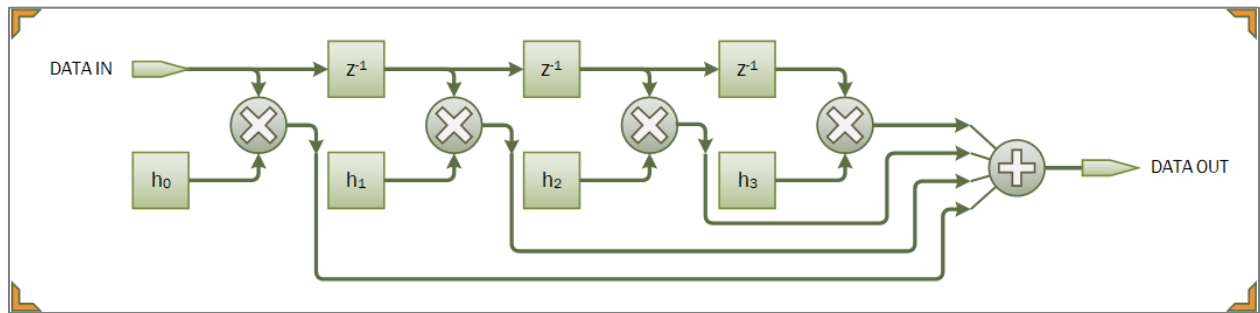 DATA IN
z⁻¹
z⁻¹
z⁻¹
h₀
h₁
h₂
h₃
DATA OUT